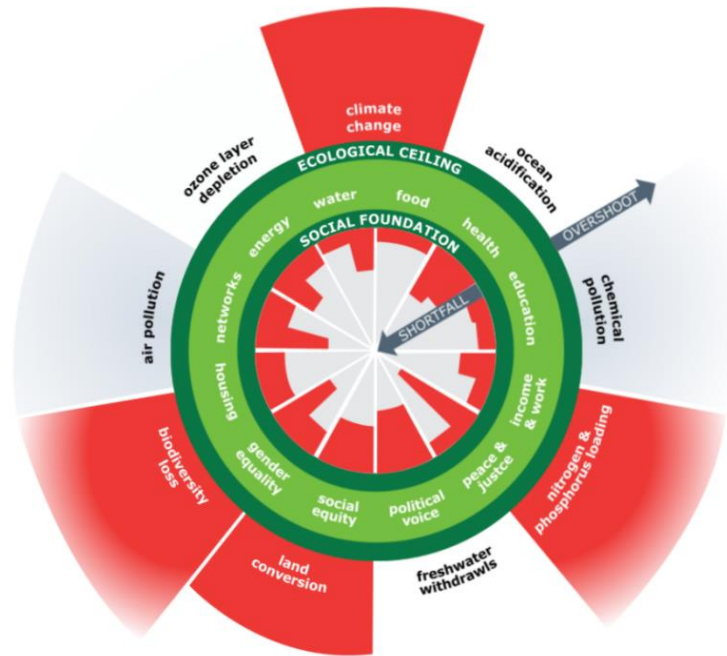 climate
change
ECOLOGICAL CEILING
ozone layer
depletion
ocean
acidification
water
food
energy
health
SOCIAL FOUNDATION
OVERSHOOT
networks
education
SHORTFALL
air pollution
chemical
pollution
housing
income
& work
biodiversity
loss
gender
equality
peace &
justce
nitrogen &
phosphorus loading
social
equity
political
voice
land
conversion
freshwater
withdrawls